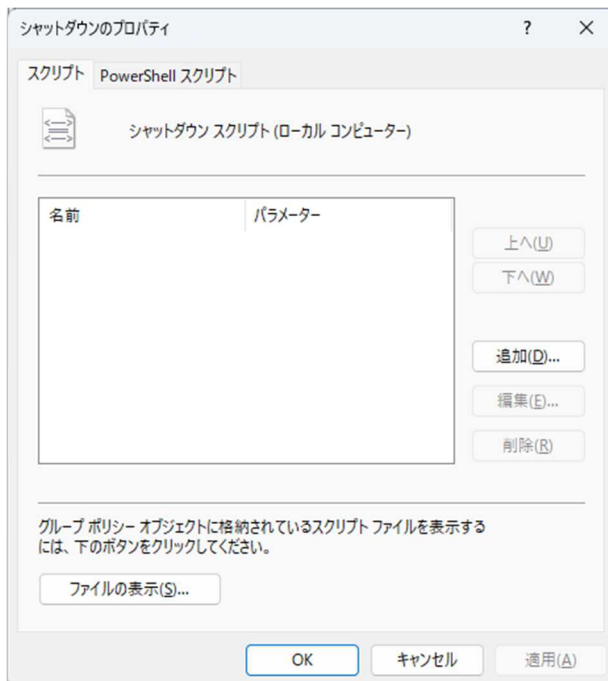 シャットダウンのプロパティ
?
×
スクリプト PowerShell スクリプト
シャットダウン スクリプト (ローカル コンピューター)
名前 パラメーター
上へ(U)
下へ(W)
追加(D)...
編集(E)...
削除(R)
グループ ポリシー オブジェクトに格納されているスクリプト ファイルを表示する
には、下のボタンをクリックしてください。
ファイルの表示(S)...
OK キャンセル 適用(A)